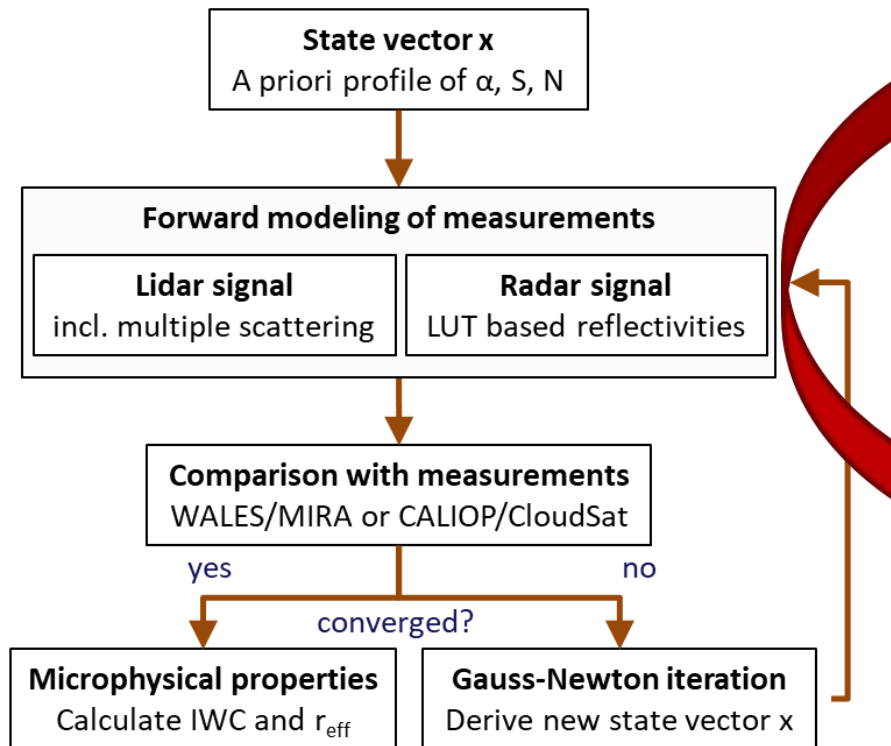 State vector x
A priori profile of α, S, N
Forward modeling of measurements
Lidar signal
incl. multiple scattering
Radar signal
LUT based reflectivities
Comparison with measurements
WALES/MIRA or CALIOP/CloudSat
yes
no
converged?
Microphysical properties
Calculate IWC and r_eff
Gauss-Newton iteration
Derive new state vector x